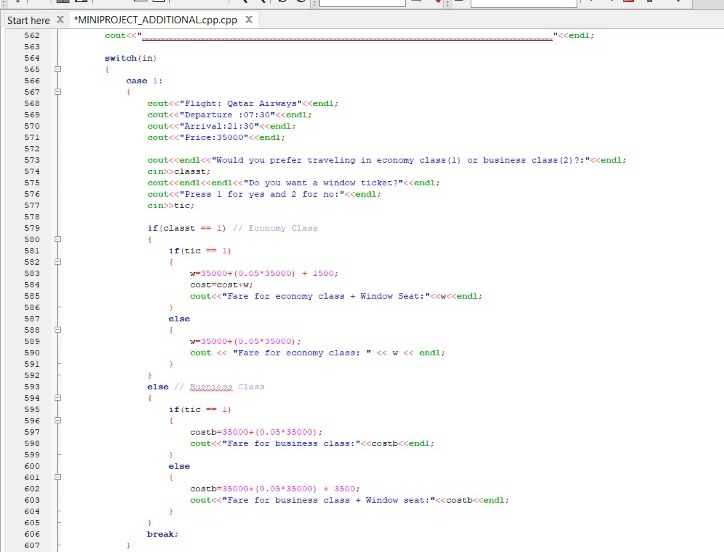 Start here X *MINIPROJECT_ADDITIONAL.cpp.cpp X
562 cout<<"____________________________________________________________"<<endl;
563
564 switch(in)
565 {
566 case 1:
567 {
568 cout<<"Flight: Qatar Airways"<<endl;
569 cout<<"Departure :07:30"<<endl;
570 cout<<"Arrival:21:30"<<endl;
571 cout<<"Price:35000"<<endl;
572
573 cout<<endl<<"Would you prefer traveling in economy class(1) or business class(2)?:"<<endl;
574 cin>>classt;
575 cout<<endl<<endl<<"Do you want a window ticket?"<<endl;
576 cout<<"Press 1 for yes and 2 for no:"<<endl;
577 cin>>tic;
578
579 if(classt == 1) // Economy Class
580 {
581 if(tic == 1)
582 {
583 w=35000+(0.05*35000) + 1500;
584 cost=cost+w;
585 cout<<"Fare for economy class + Window Seat:"<<w<<endl;
586 }
587 else
588 {
589 w=35000+(0.05*35000);
590 cout << "Fare for economy class: " << w << endl;
591 }
592 }
593 else // Busniess Class
594 {
595 if(tic == 1)
596 {
597 costb=35000+(0.05*35000);
598 cout<<"Fare for business class:"<<costb<<endl;
599 }
600 else
601 {
602 costb=35000+(0.05*35000) + 3500;
603 cout<<"Fare for business class + Window seat:"<<costb<<endl;
604 }
605 }
606 break;
607 }